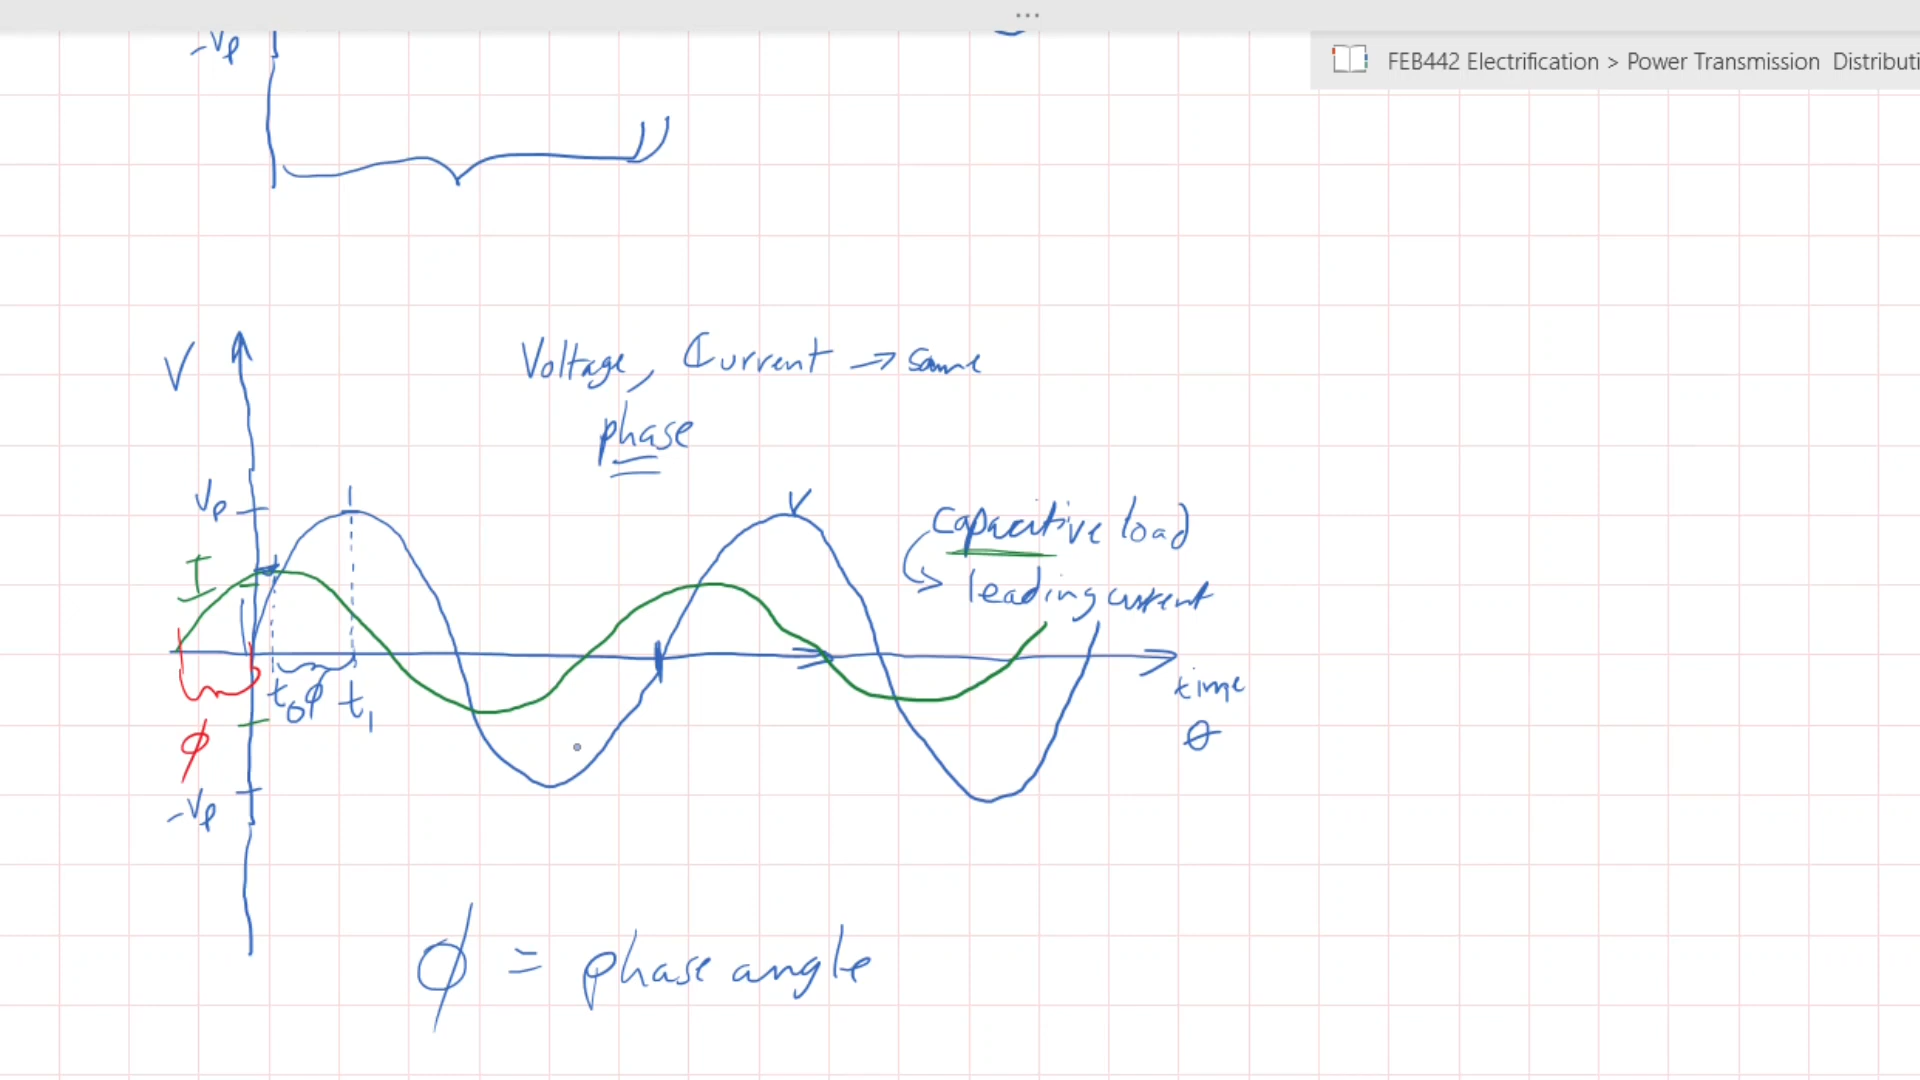 ...
-Vp
FEB442 Electrification > Power Transmission Distributi
V
Voltage, Current → same
phase
Vp
V
I
capacitive load
leading current
t0 φ t1
time
φ
θ
-Vp
φ = phase angle